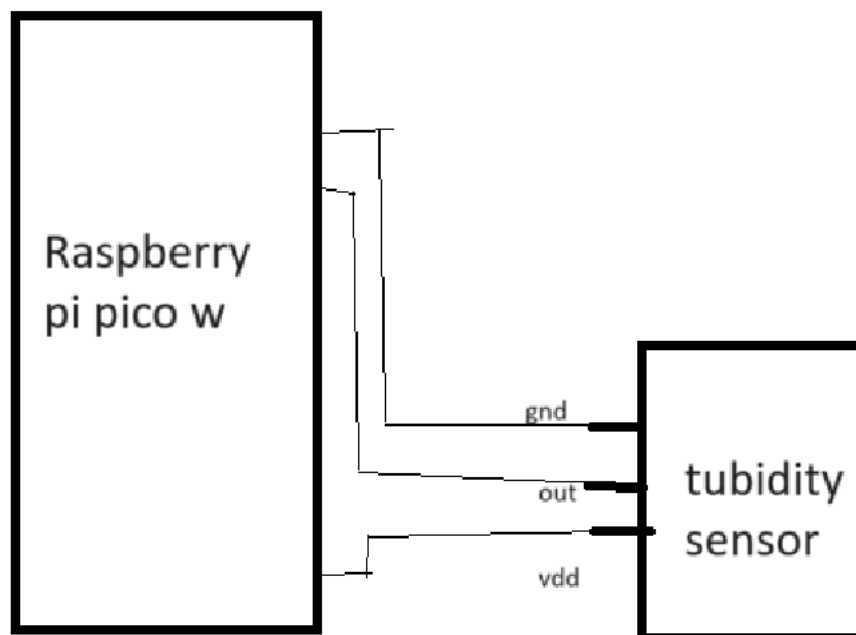 Raspberry
pi pico w
gnd
out
vdd
tubidity
sensor